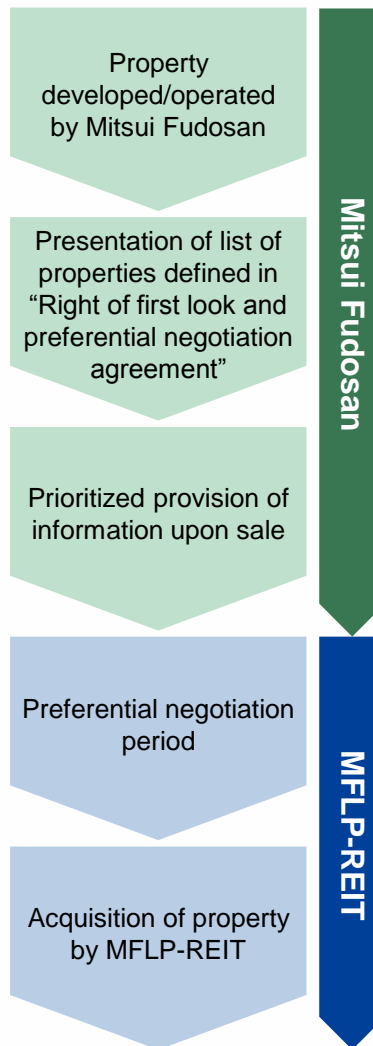 Property
developed/operated
by Mitsui Fudosan
Presentation of list of
properties defined in
“Right of first look and
preferential negotiation
agreement”
Prioritized provision of
information upon sale
Mitsui Fudosan
Preferential negotiation
period
Acquisition of property
by MFLP-REIT
MFLP-REIT